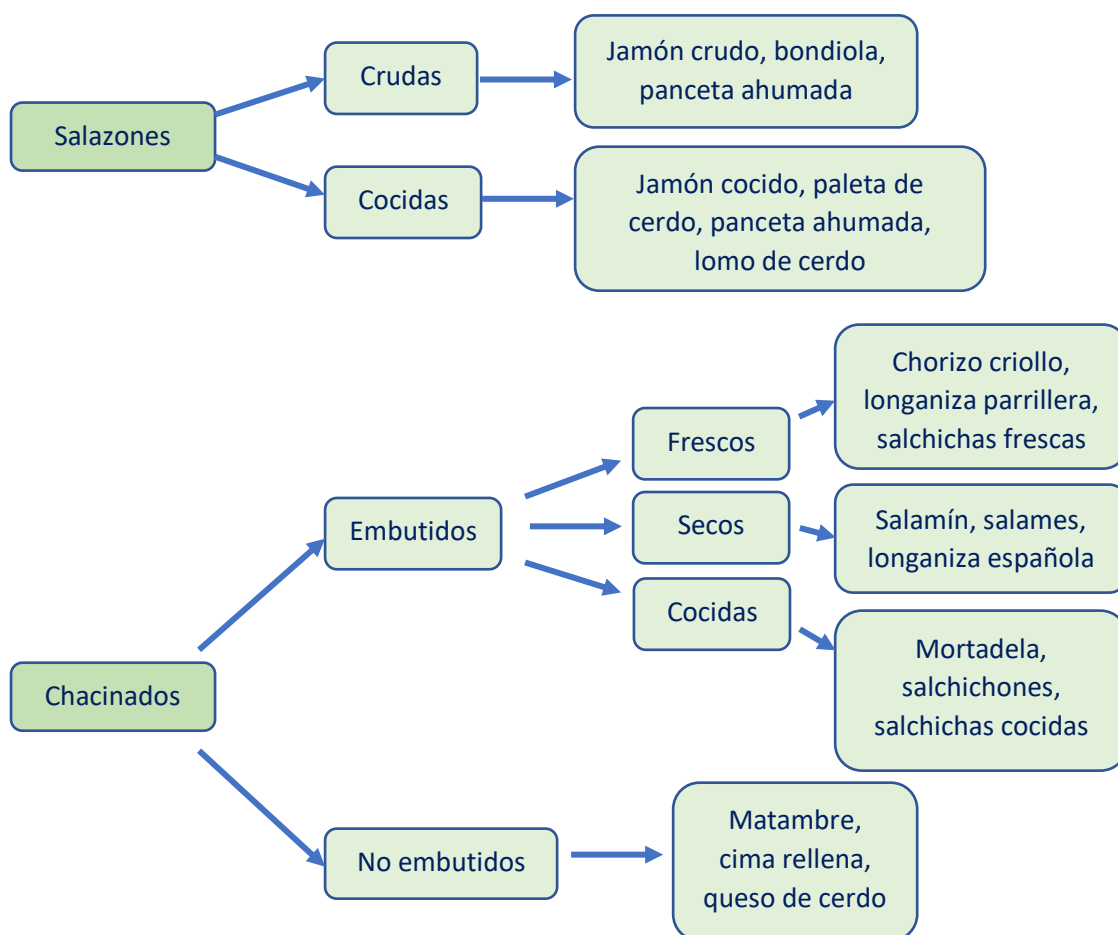 Salazones
Crudas
Jamón crudo, bondiola,
panceta ahumada
Cocidas
Jamón cocido, paleta de
cerdo, panceta ahumada,
lomo de cerdo
Chacinados
Embutidos
Frescos
Chorizo criollo,
longaniza parrillera,
salchichas frescas
Secos
Salamín, salames,
longaniza española
Cocidas
Mortadela,
salchichones,
salchichas cocidas
No embutidos
Matambre,
cima rellena,
queso de cerdo